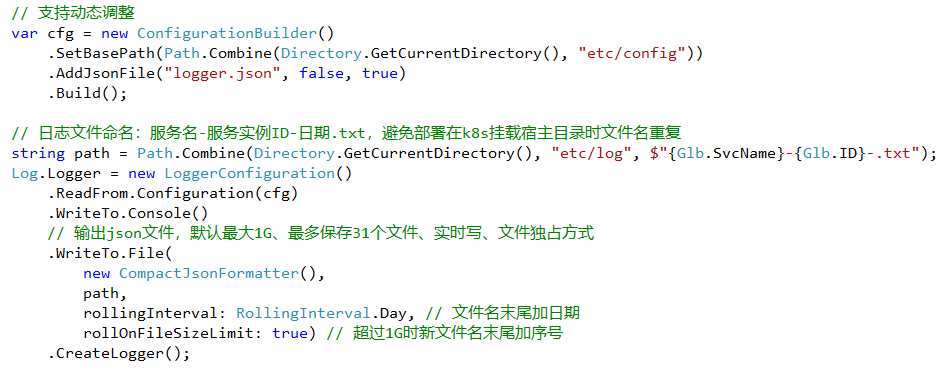 // 支持动态调整
var cfg = new ConfigurationBuilder()
    .SetBasePath(Path.Combine(Directory.GetCurrentDirectory(), "etc/config"))
    .AddJsonFile("logger.json", false, true)
    .Build();

// 日志文件命名：服务名-服务实例ID-日期.txt，避免部署在k8s挂载宿主目录时文件名重复
string path = Path.Combine(Directory.GetCurrentDirectory(), "etc/log", $"{Glb.SvcName}-{Glb.ID}-.txt");
Log.Logger = new LoggerConfiguration()
    .ReadFrom.Configuration(cfg)
    .WriteTo.Console()
    // 输出json文件，默认最大1G、最多保存31个文件、实时写、文件独占方式
    .WriteTo.File(
        new CompactJsonFormatter(),
        path,
        rollingInterval: RollingInterval.Day, // 文件名末尾加日期
        rollOnFileSizeLimit: true) // 超过1G时新文件名末尾加序号
    .CreateLogger();